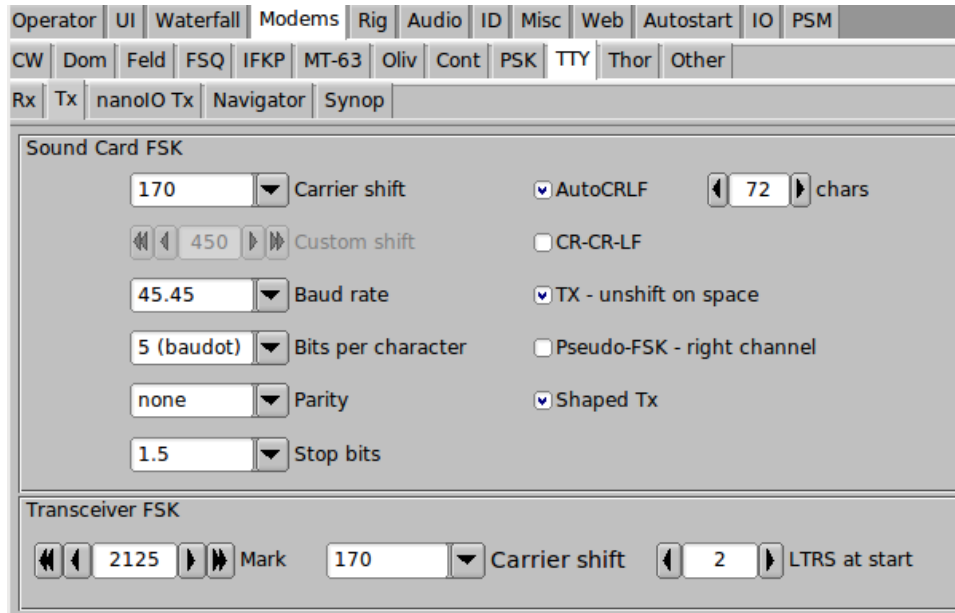 Operator UI Waterfall Modems Rig Audio ID Misc Web Autostart IO PSM
CW Dom Feld FSQ IFKP MT-63 Oliv Cont PSK TTY Thor Other
Rx Tx nanoIO Tx Navigator Synop
Sound Card FSK
170 Carrier shift AutoCRLF 72 chars
450 Custom shift CR-CR-LF
45.45 Baud rate TX - unshift on space
5 (baudot) Bits per character Pseudo-FSK - right channel
none Parity Shaped Tx
1.5 Stop bits
Transceiver FSK
2125 Mark 170 Carrier shift 2 LTRS at start